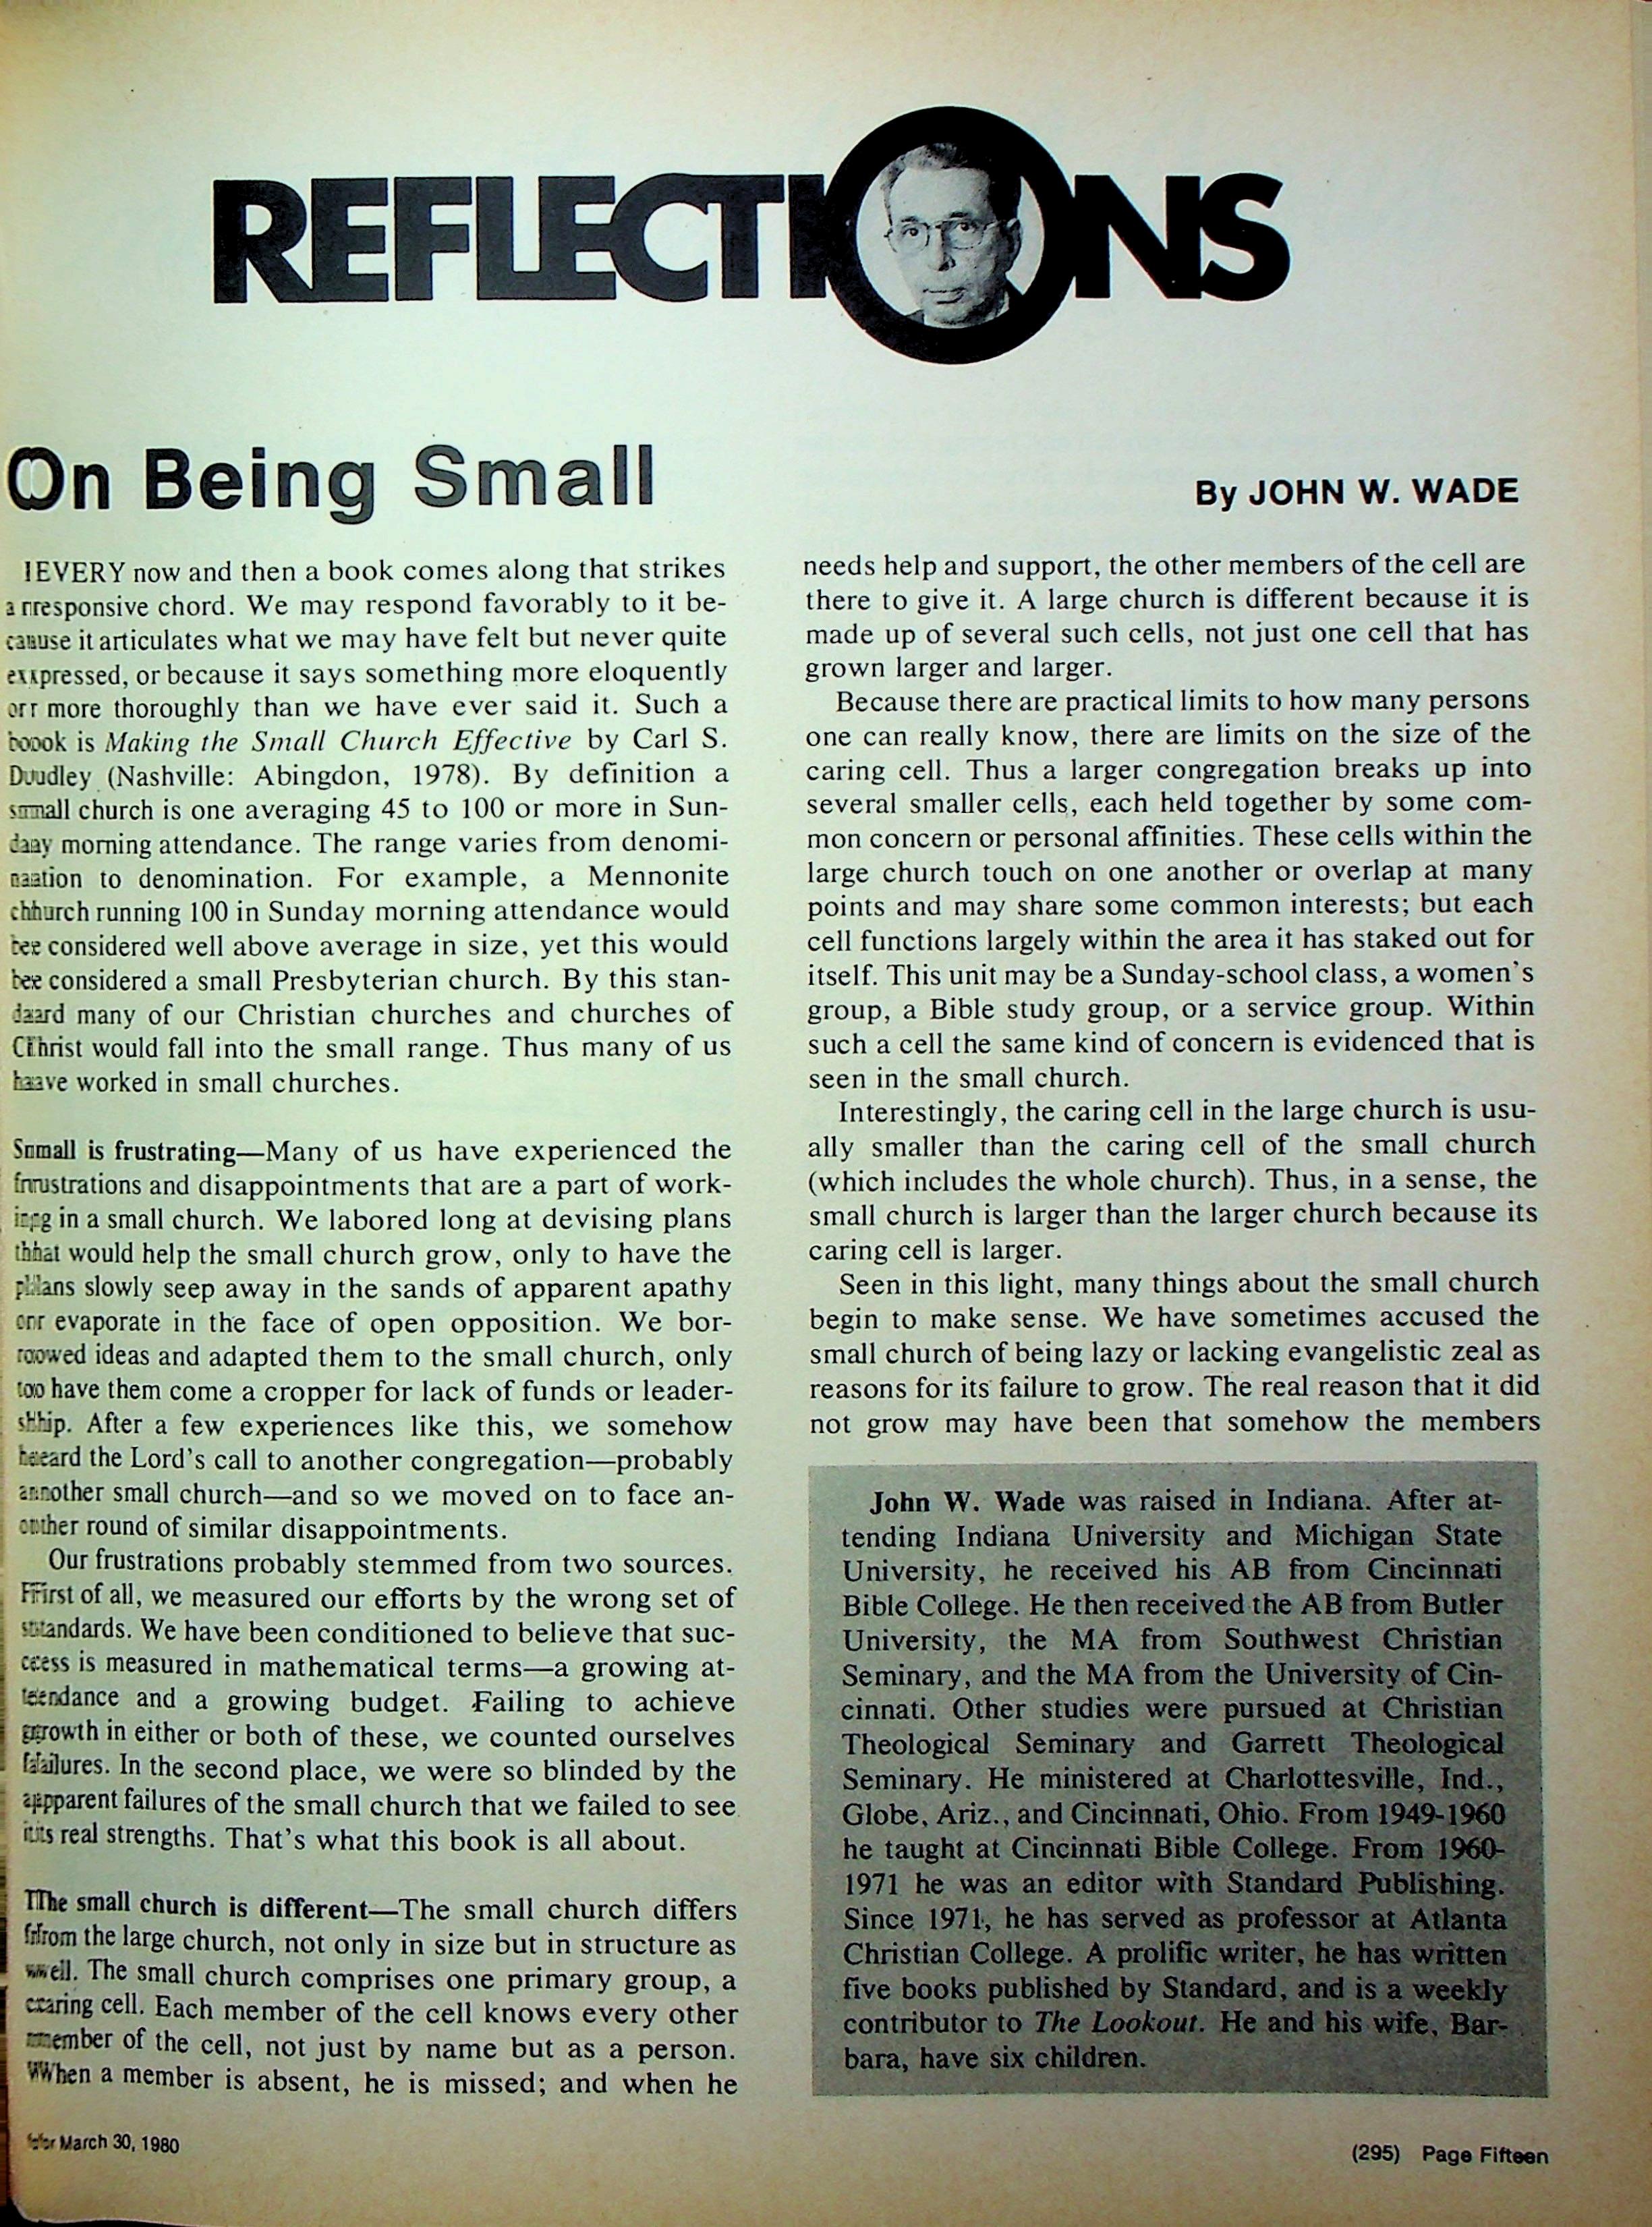 REFLECTIONS
On Being Small
By JOHN W. WADE
EVERY now and then a book comes along that strikes
a responsive chord. We may respond favorably to it be-
cause it articulates what we may have felt but never quite
expressed, or because it says something more eloquently
or more thoroughly than we have ever said it. Such a
book is Making the Small Church Effective by Carl S.
Dudley (Nashville: Abingdon, 1978). By definition a
small church is one averaging 45 to 100 or more in Sun-
day morning attendance. The range varies from denomi-
nation to denomination. For example, a Mennonite
church running 100 in Sunday morning attendance would
be considered well above average in size, yet this would
be considered a small Presbyterian church. By this stan-
dard many of our Christian churches and churches of
Christ would fall into the small range. Thus many of us
have worked in small churches.
Small is frustrating—Many of us have experienced the
frustrations and disappointments that are a part of work-
ing in a small church. We labored long at devising plans
that would help the small church grow, only to have the
plans slowly seep away in the sands of apparent apathy
or evaporate in the face of open opposition. We bor-
rowed ideas and adapted them to the small church, only
to have them come a cropper for lack of funds or leader-
ship. After a few experiences like this, we somehow
heard the Lord's call to another congregation—probably
another small church—and so we moved on to face an-
other round of similar disappointments.
Our frustrations probably stemmed from two sources.
First of all, we measured our efforts by the wrong set of
standards. We have been conditioned to believe that suc-
cess is measured in mathematical terms—a growing at-
tendance and a growing budget. Failing to achieve
growth in either or both of these, we counted ourselves
failures. In the second place, we were so blinded by the
apparent failures of the small church that we failed to see
its real strengths. That's what this book is all about.
The small church is different—The small church differs
from the large church, not only in size but in structure as
well. The small church comprises one primary group, a
caring cell. Each member of the cell knows every other
member of the cell, not just by name but as a person.
When a member is absent, he is missed; and when he
needs help and support, the other members of the cell are
there to give it. A large church is different because it is
made up of several such cells, not just one cell that has
grown larger and larger.
Because there are practical limits to how many persons
one can really know, there are limits on the size of the
caring cell. Thus a larger congregation breaks up into
several smaller cells, each held together by some com-
mon concern or personal affinities. These cells within the
large church touch on one another or overlap at many
points and may share some common interests; but each
cell functions largely within the area it has staked out for
itself. This unit may be a Sunday-school class, a women's
group, a Bible study group, or a service group. Within
such a cell the same kind of concern is evidenced that is
seen in the small church.
Interestingly, the caring cell in the large church is usu-
ally smaller than the caring cell of the small church
(which includes the whole church). Thus, in a sense, the
small church is larger than the larger church because its
caring cell is larger.
Seen in this light, many things about the small church
begin to make sense. We have sometimes accused the
small church of being lazy or lacking evangelistic zeal as
reasons for its failure to grow. The real reason that it did
not grow may have been that somehow the members
John W. Wade was raised in Indiana. After at-
tending Indiana University and Michigan State
University, he received his AB from Cincinnati
Bible College. He then received the AB from Butler
University, the MA from Southwest Christian
Seminary, and the MA from the University of Cin-
cinnati. Other studies were pursued at Christian
Theological Seminary and Garrett Theological
Seminary. He ministered at Charlottesville, Ind.,
Globe, Ariz., and Cincinnati, Ohio. From 1949-1960
he taught at Cincinnati Bible College. From 1960-
1971 he was an editor with Standard Publishing.
Since 1971, he has served as professor at Atlanta
Christian College. A prolific writer, he has written
five books published by Standard, and is a weekly
contributor to The Lookout. He and his wife, Bar-
bara, have six children.
for March 30, 1980
(295) Page Fifteen